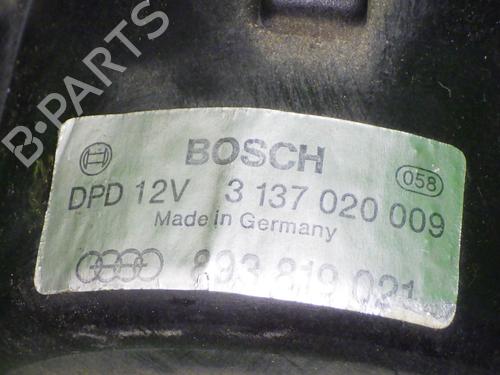 B-PARTS
BOSCH
058
DPD 12V 3 137 020 009
Made in Germany
893 819 021